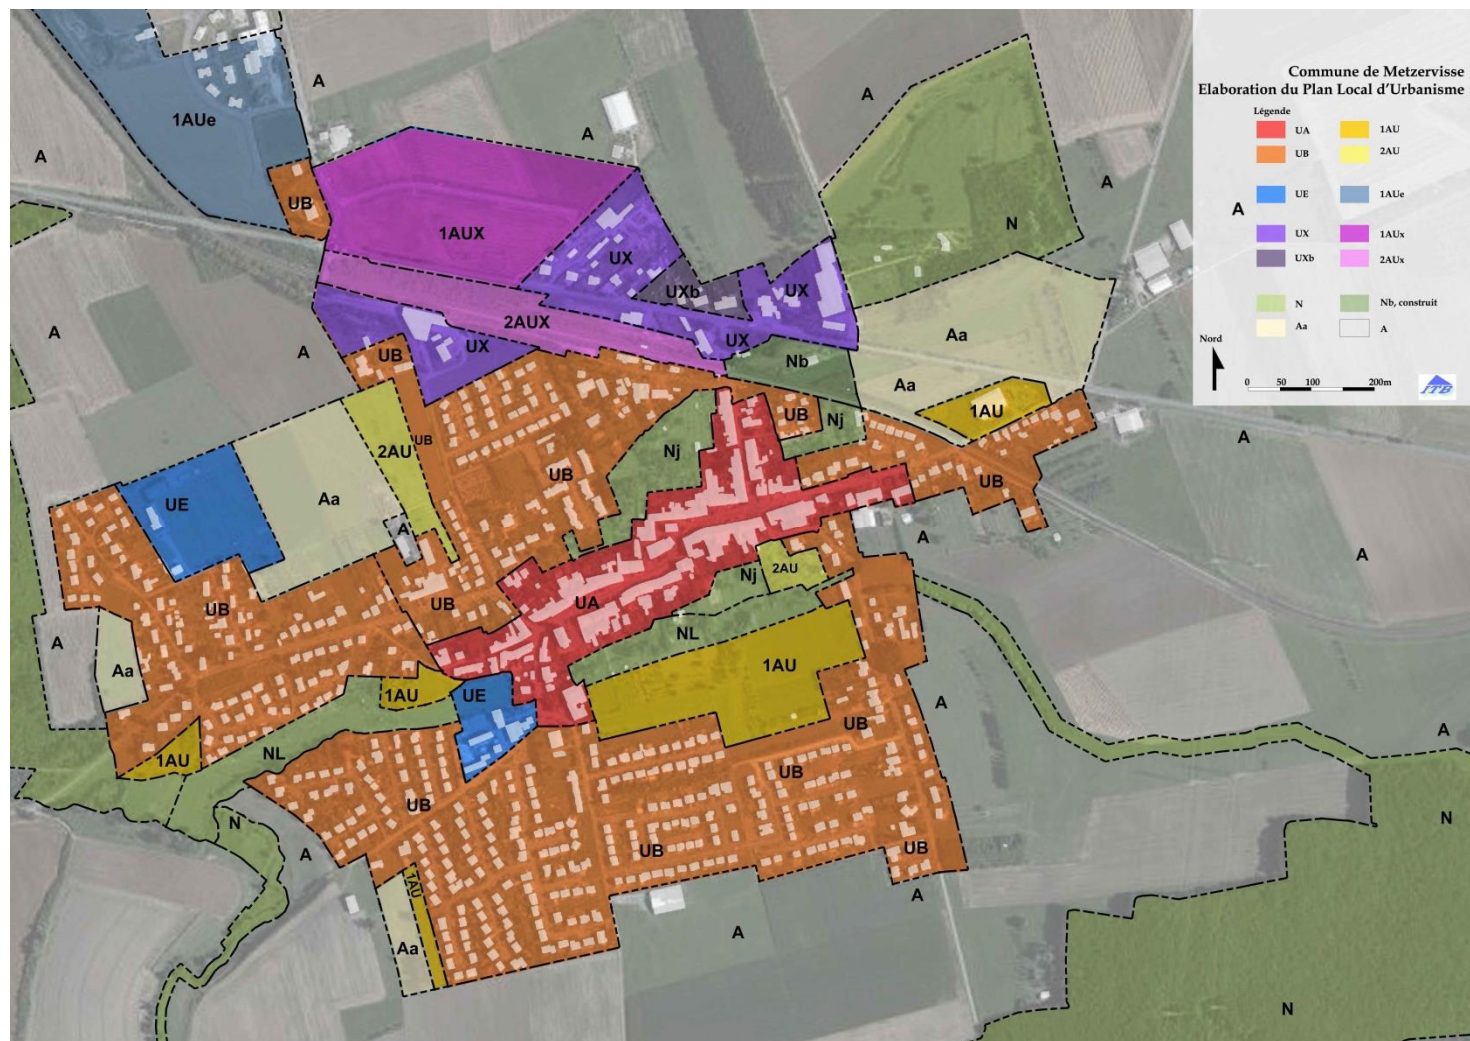 Commune de Metzervisse
Elaboration du Plan Local d'Urbanisme
Légende
UA
1AU
UB
2AU
UE
1AUe
UX
1AUx
UXb
2AUx
N
Nb, construit
Aa
A
Nord
0 50 100 200m
ITB
A
A
A
A
A
1AUe
A
UB
1AUX
N
UX
UXb
UX
2AUX
UX
Aa
A
A
UB
UX
Nb
Aa
1AU
UB
Nj
A
2AU
UB
Nj
UB
UB
Aa
UE
A
A
A
Nj
2AU
UB
UB
UA
NL
A
Aa
1AU
UE
1AU
A
UB
A
1AU
NL
UB
UB
N
A
UB
UB
N
1AU
A
Aa
A
N